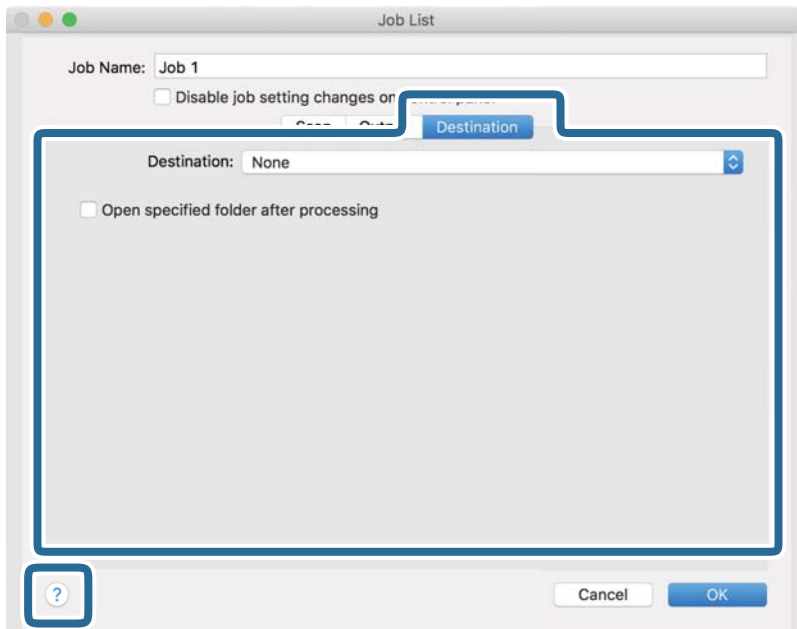 Job List
Job Name: Job 1
Disable job setting changes on
Destination
Destination: None
Open specified folder after processing
?
Cancel OK